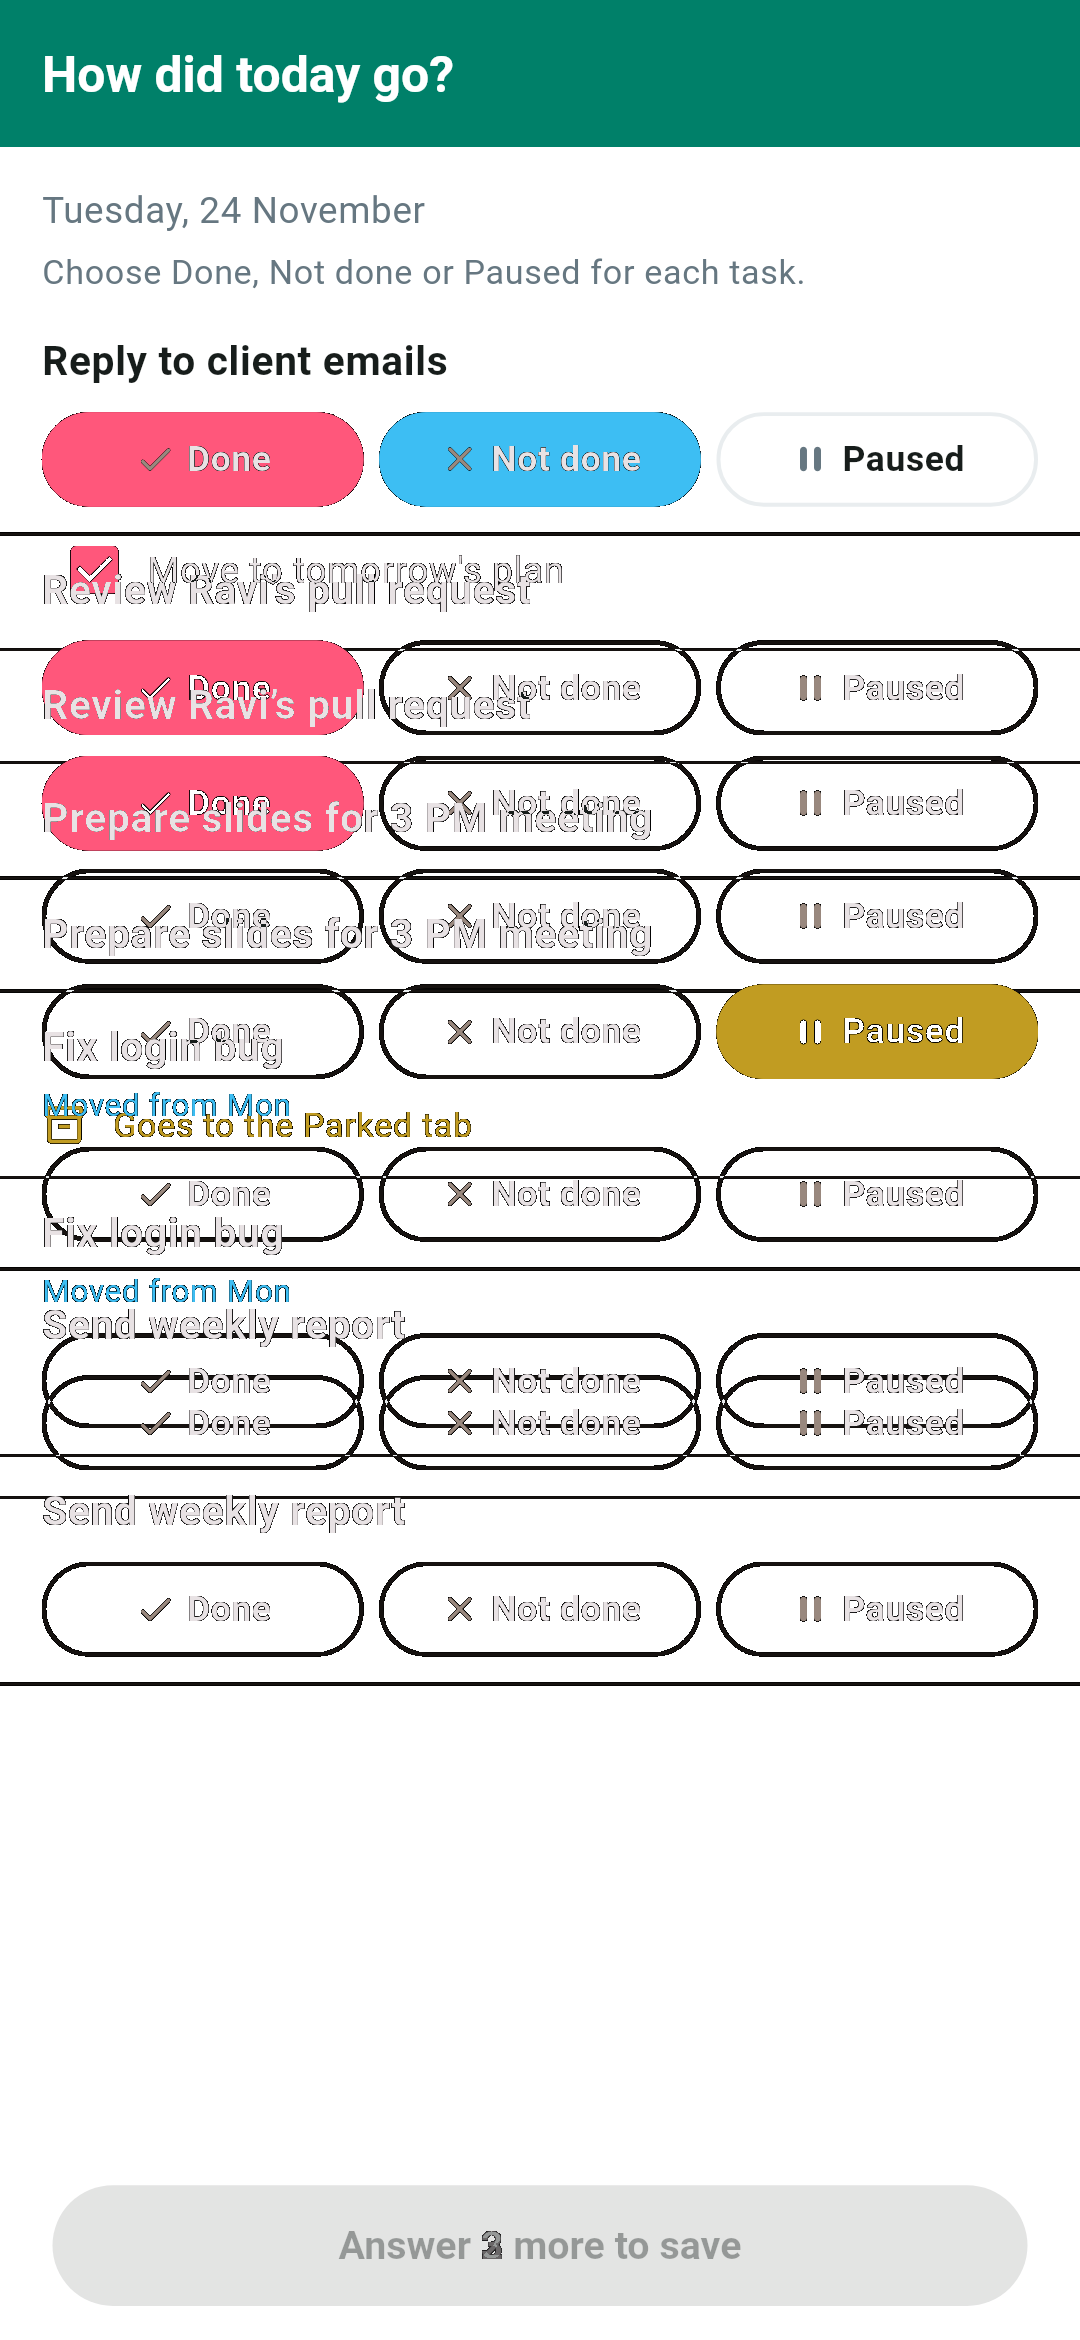 How did today go?
Tuesday, 24 November
Choose Done, Not done or Paused for each task.
Reply to client emails
Done Not done Paused
Move to tomorrow's plan
Review Ravi's pull request
Done Not done Paused
Review Ravi's pull request
Done Not done Paused
Prepare slides for 3 PM meeting
Done Not done Paused
Prepare slides for 3 PM meeting
Done Not done Paused
Fix login bug
Moved from Mon
Goes to the Parked tab
Done Not done Paused
Fix login bug
Moved from Mon
Send weekly report
Done Not done Paused
Done Not done Paused
Send weekly report
Done Not done Paused
Answer more to save